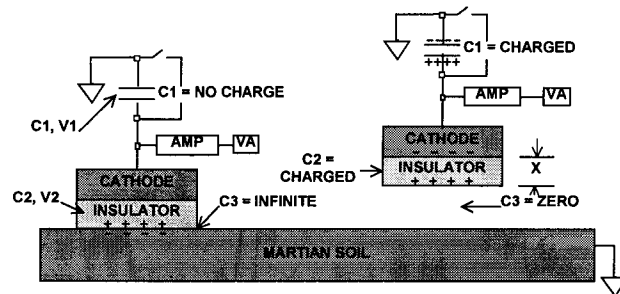 C1 = NO CHARGE
C1, V1
AMP
VA
CATHODE
C2, V2
INSULATOR
+ + + +
- - - -
C3 = INFINITE
- - - -
C1 = CHARGED
+ + + +
AMP
VA
CATHODE
- - - -
C2 =
CHARGED
INSULATOR
+ + + +
X
C3 = ZERO
MARTIAN SOIL